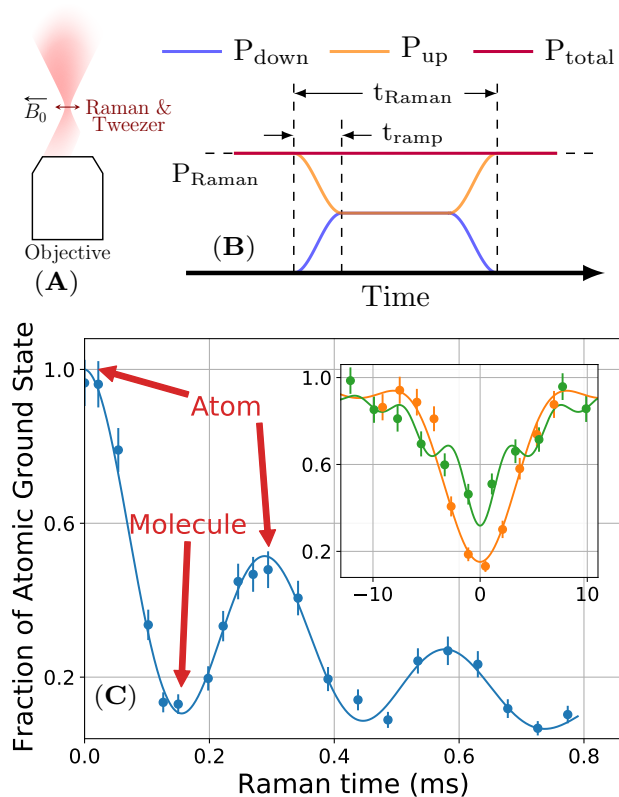 P_down P_up P_total
B_0
Raman &
Tweezer
Objective
(A)
t_Raman
t_ramp
P_Raman
(B)
Time
Fraction of Atomic Ground State
1.0
0.6
0.2
Atom
Molecule
(C)
1.0
0.6
0.2
−10 0 10
0.0 0.2 0.4 0.6 0.8
Raman time (ms)